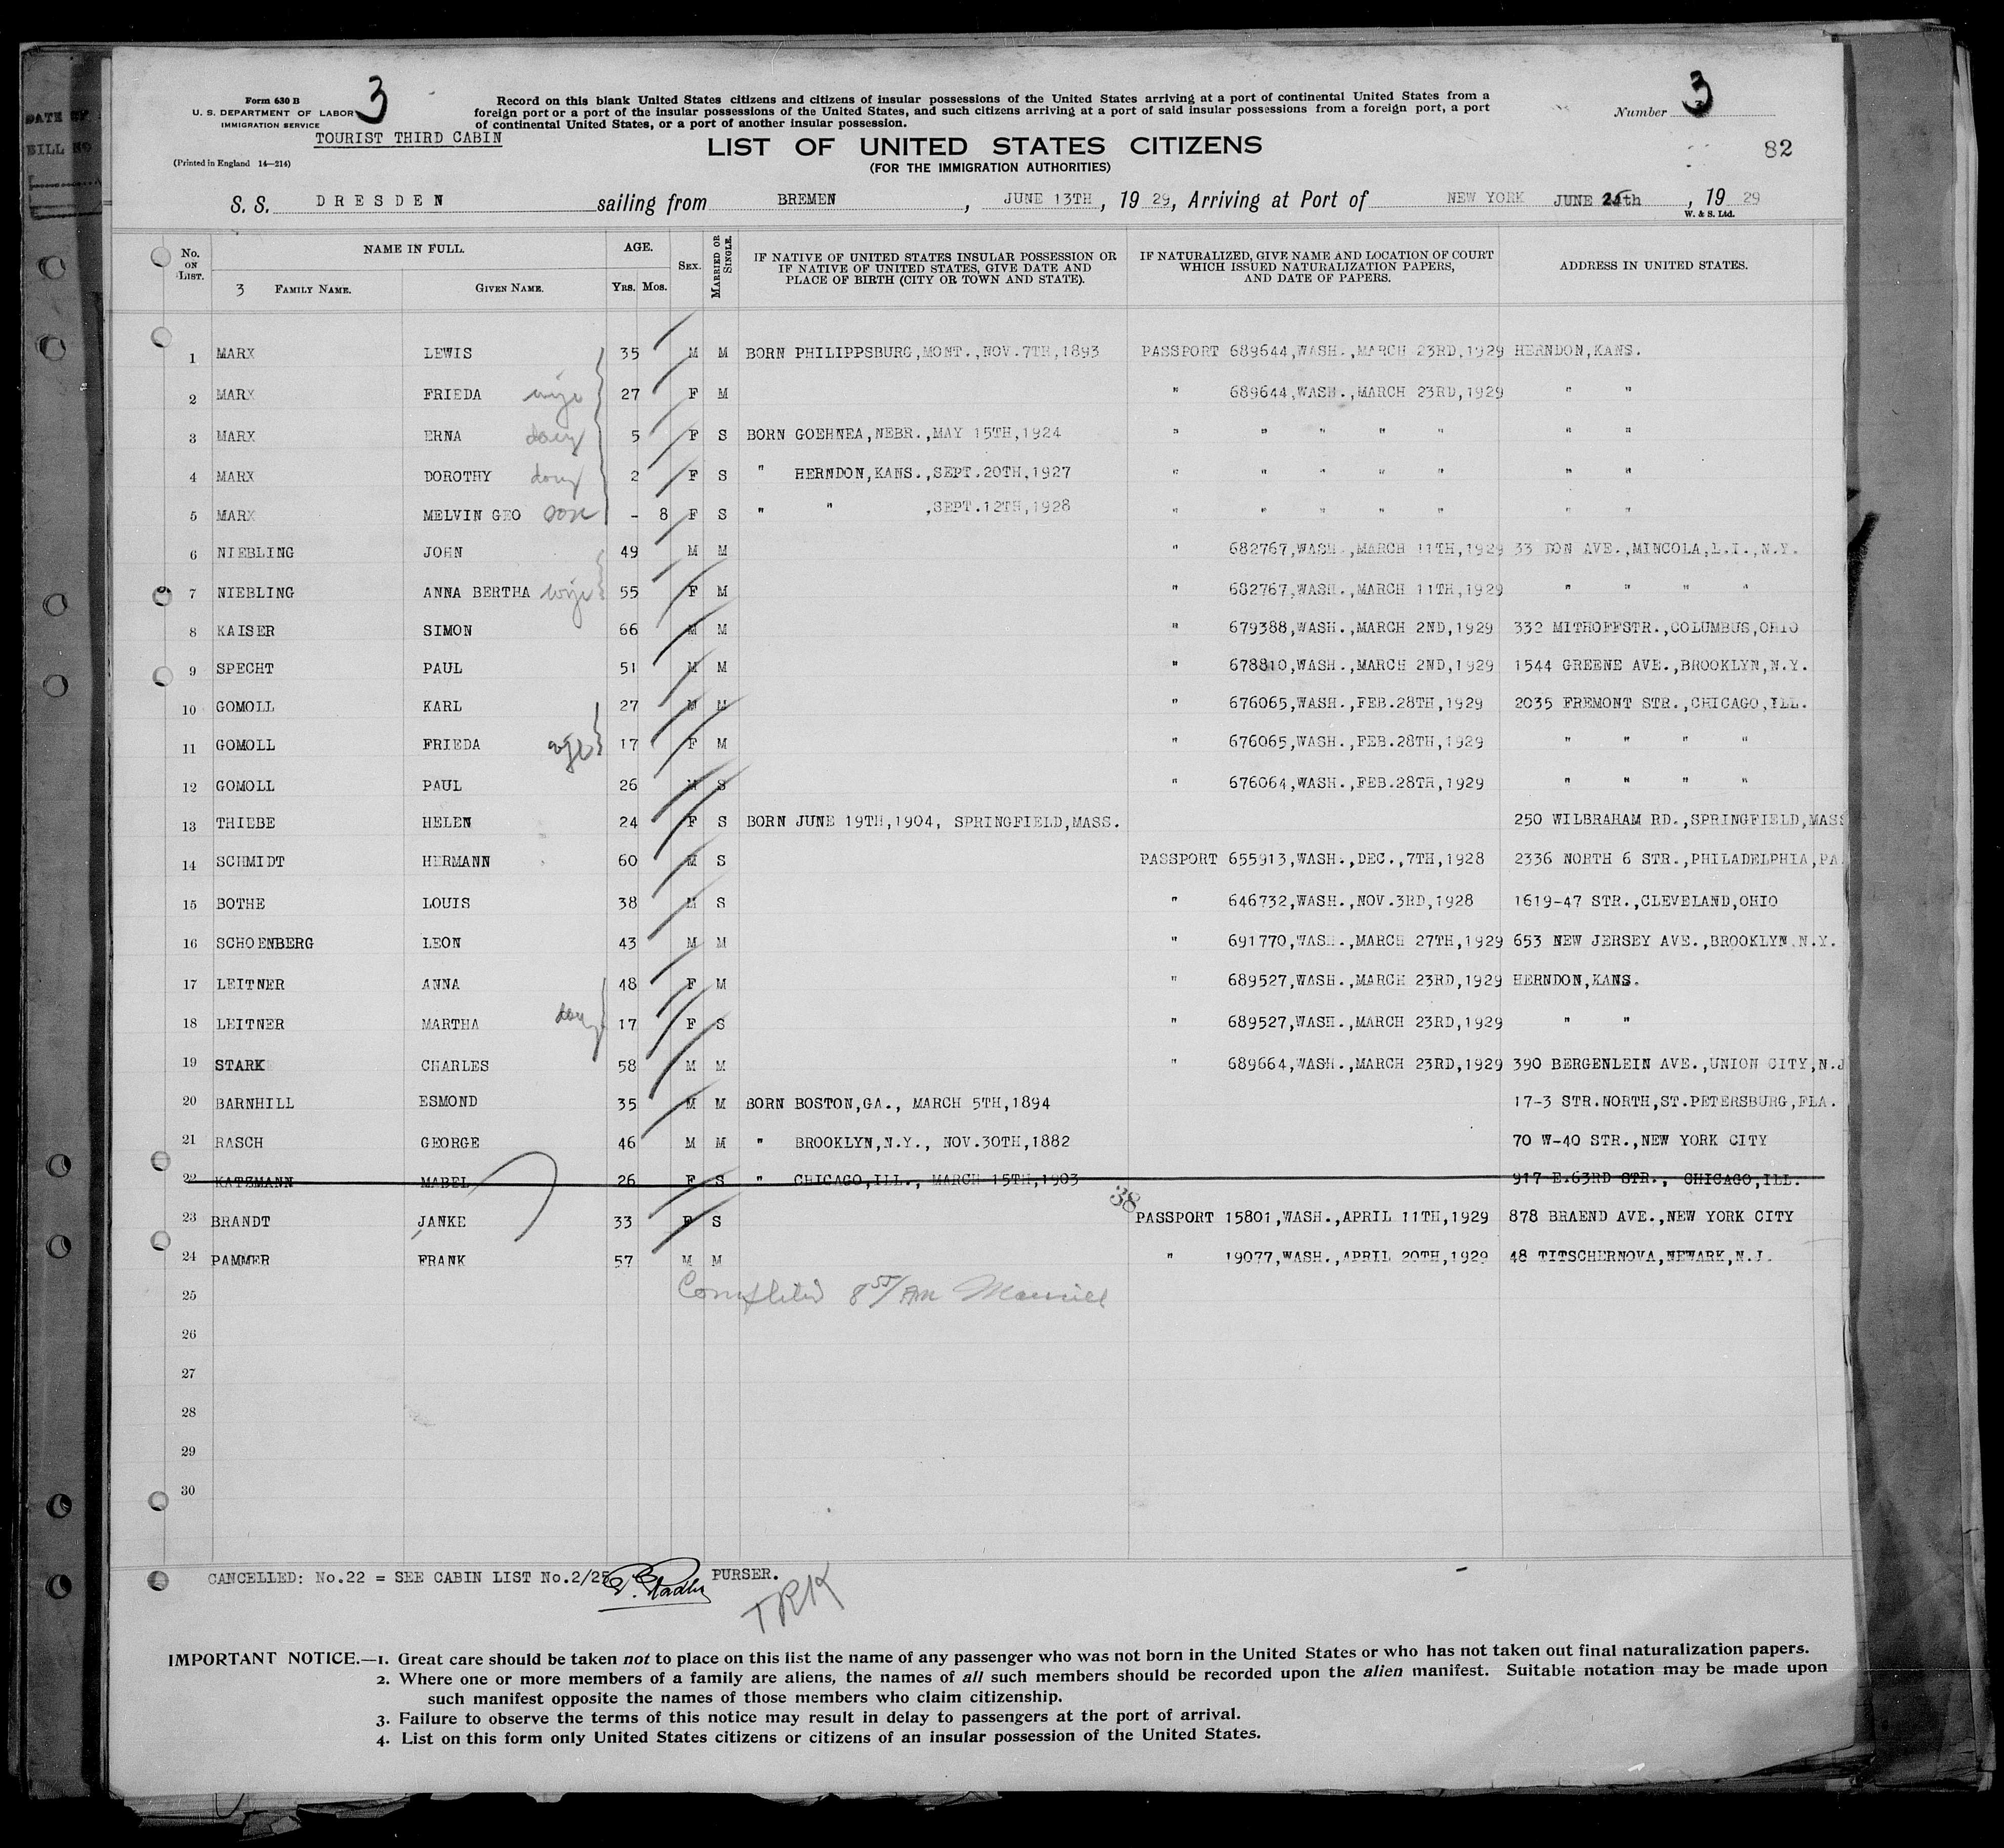 DATE OF
BILL NO
Form 630 B
U. S. DEPARTMENT OF LABOR
IMMIGRATION SERVICE
3
TOURIST THIRD CABIN
(Printed in England 14—214)
Record on this blank United States citizens and citizens of insular possessions of the United States arriving at a port of continental United States from a
foreign port or a port of the insular possessions of the United States, and such citizens arriving at a port of said insular possessions from a foreign port, a port
of continental United States, or a port of another insular possession.
Number 3
LIST OF UNITED STATES CITIZENS
(FOR THE IMMIGRATION AUTHORITIES)
82
S. S. DRESDEN sailing from BREMEN, JUNE 13TH, 1929, Arriving at Port of NEW YORK JUNE 24th, 1929
W. & S. Ltd.
No. ON LIST. NAME IN FULL. AGE. SEX. MARRIED OR SINGLE. IF NATIVE OF UNITED STATES INSULAR POSSESSION OR IF NATIVE OF UNITED STATES, GIVE DATE AND PLACE OF BIRTH (CITY OR TOWN AND STATE). IF NATURALIZED, GIVE NAME AND LOCATION OF COURT WHICH ISSUED NATURALIZATION PAPERS, AND DATE OF PAPERS. ADDRESS IN UNITED STATES.
3 FAMILY NAME. GIVEN NAME. YRS. MOS.
1 MARX LEWIS 35 M M BORN PHILIPPSBURG,MONT.,NOV.7TH,1893 PASSPORT 689644,WASH.,MARCH 23RD,1929 HERNDON,KANS.
2 MARX FRIEDA wife 27 F M " 689644,WASH.,MARCH 23RD,1929 " "
3 MARX ERNA daug 5 F S BORN GOEHNEA,NEBR.,MAY 15TH,1924 " " " " " " "
4 MARX DOROTHY daug 2 F S " HERNDON,KANS.,SEPT.20TH,1927 " " " " " " "
5 MARX MELVIN GEO son - 8 F S " " ,SEPT.12TH,1928 " " " " " " "
6 NIEBLING JOHN 49 M M " 682767,WASH.,MARCH 11TH,1929 33 DON AVE.,MINCOLA,L.I.,N.Y.
7 NIEBLING ANNA BERTHA wife 55 F M " 682767,WASH.,MARCH 11TH,1929 " " " "
8 KAISER SIMON 66 M M " 679388,WASH.,MARCH 2ND,1929 332 MITHOFFSTR.,COLUMBUS,OHIO
9 SPECHT PAUL 51 M M " 678810,WASH.,MARCH 2ND,1929 1544 GREENE AVE.,BROOKLYN,N.Y.
10 GOMOLL KARL 27 M M " 676065,WASH.,FEB.28TH,1929 2035 FREMONT STR.,CHICAGO,ILL.
11 GOMOLL FRIEDA wife 17 F M " 676065,WASH.,FEB.28TH,1929 " " " "
12 GOMOLL PAUL 26 M S " 676064,WASH.,FEB.28TH,1929 " " " "
13 THIEBE HELEN 24 F S BORN JUNE 19TH,1904, SPRINGFIELD,MASS. 250 WILBRAHAM RD.,SPRINGFIELD,MASS
14 SCHMIDT HERMANN 60 M S PASSPORT 655913,WASH.,DEC.,7TH,1928 2336 NORTH 6 STR.,PHILADELPHIA,PA.
15 BOTHE LOUIS 38 M S " 646732,WASH.,NOV.3RD,1928 1619-47 STR.,CLEVELAND,OHIO
16 SCHOENBERG LEON 43 M M " 691770,WASH.,MARCH 27TH,1929 653 NEW JERSEY AVE.,BROOKLYN.N.Y.
17 LEITNER ANNA 48 F M " 689527,WASH.,MARCH 23RD,1929 HERNDON,KANS.
18 LEITNER MARTHA daug 17 F S " 689527,WASH.,MARCH 23RD,1929 " "
19 STARK CHARLES 58 M M " 689664,WASH.,MARCH 23RD,1929 390 BERGENLEIN AVE.,UNION CITY,N.J
20 BARNHILL ESMOND 35 M M BORN BOSTON,GA., MARCH 5TH,1894 17-3 STR.NORTH,ST.PETERSBURG,FLA.
21 RASCH GEORGE 46 M M " BROOKLYN,N.Y., NOV.30TH,1882 70 W-40 STR.,NEW YORK CITY
22 KATZMANN MABEL 26 F S " CHICAGO,ILL., MARCH 15TH,1903 917 E.63RD STR., CHICAGO,ILL.
38
23 BRANDT JANKE 33 F S PASSPORT 15801,WASH.,APRIL 11TH,1929 878 BRAEND AVE.,NEW YORK CITY
24 PAMMER FRANK 57 M M " 19077,WASH.,APRIL 20TH,1929 48 TITSCHERNOVA,NEWARK,N.J.
25 Completed 8 55/AM
26
27
28
29
30
CANCELLED: No.22 = SEE CABIN LIST No.2/25 PURSER.
TRK
IMPORTANT NOTICE.—1. Great care should be taken not to place on this list the name of any passenger who was not born in the United States or who has not taken out final naturalization papers.
2. Where one or more members of a family are aliens, the names of all such members should be recorded upon the alien manifest. Suitable notation may be made upon
such manifest opposite the names of those members who claim citizenship.
3. Failure to observe the terms of this notice may result in delay to passengers at the port of arrival.
4. List on this form only United States citizens or citizens of an insular possession of the United States.